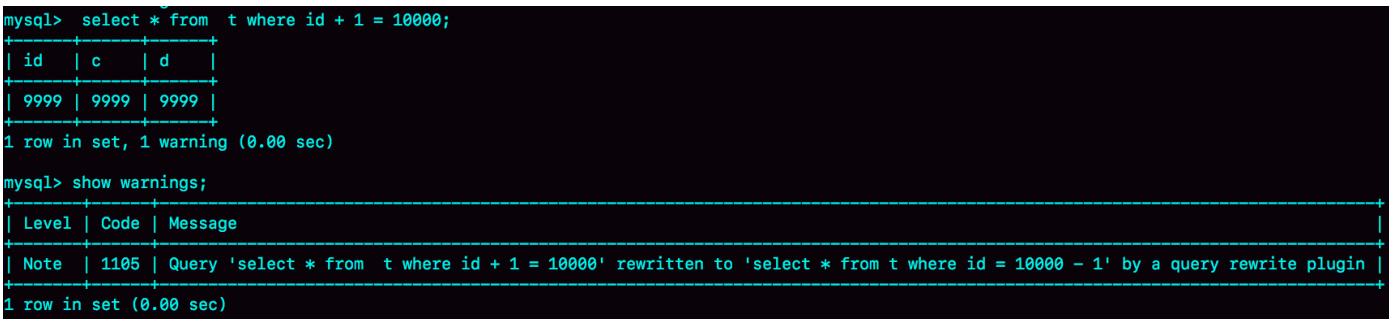 mysql>  select * from  t where id + 1 = 10000;
+------+------+------+
| id   | c    | d    |
+------+------+------+
| 9999 | 9999 | 9999 |
+------+------+------+
1 row in set, 1 warning (0.00 sec)
mysql> show warnings;
+-------+------+----------------------------------------------------------------------------------------------------------------------------+
| Level | Code | Message                                                                                                                    |
+-------+------+----------------------------------------------------------------------------------------------------------------------------+
| Note  | 1105 | Query 'select * from  t where id + 1 = 10000' rewritten to 'select * from t where id = 10000 - 1' by a query rewrite plugin |
+-------+------+----------------------------------------------------------------------------------------------------------------------------+
1 row in set (0.00 sec)